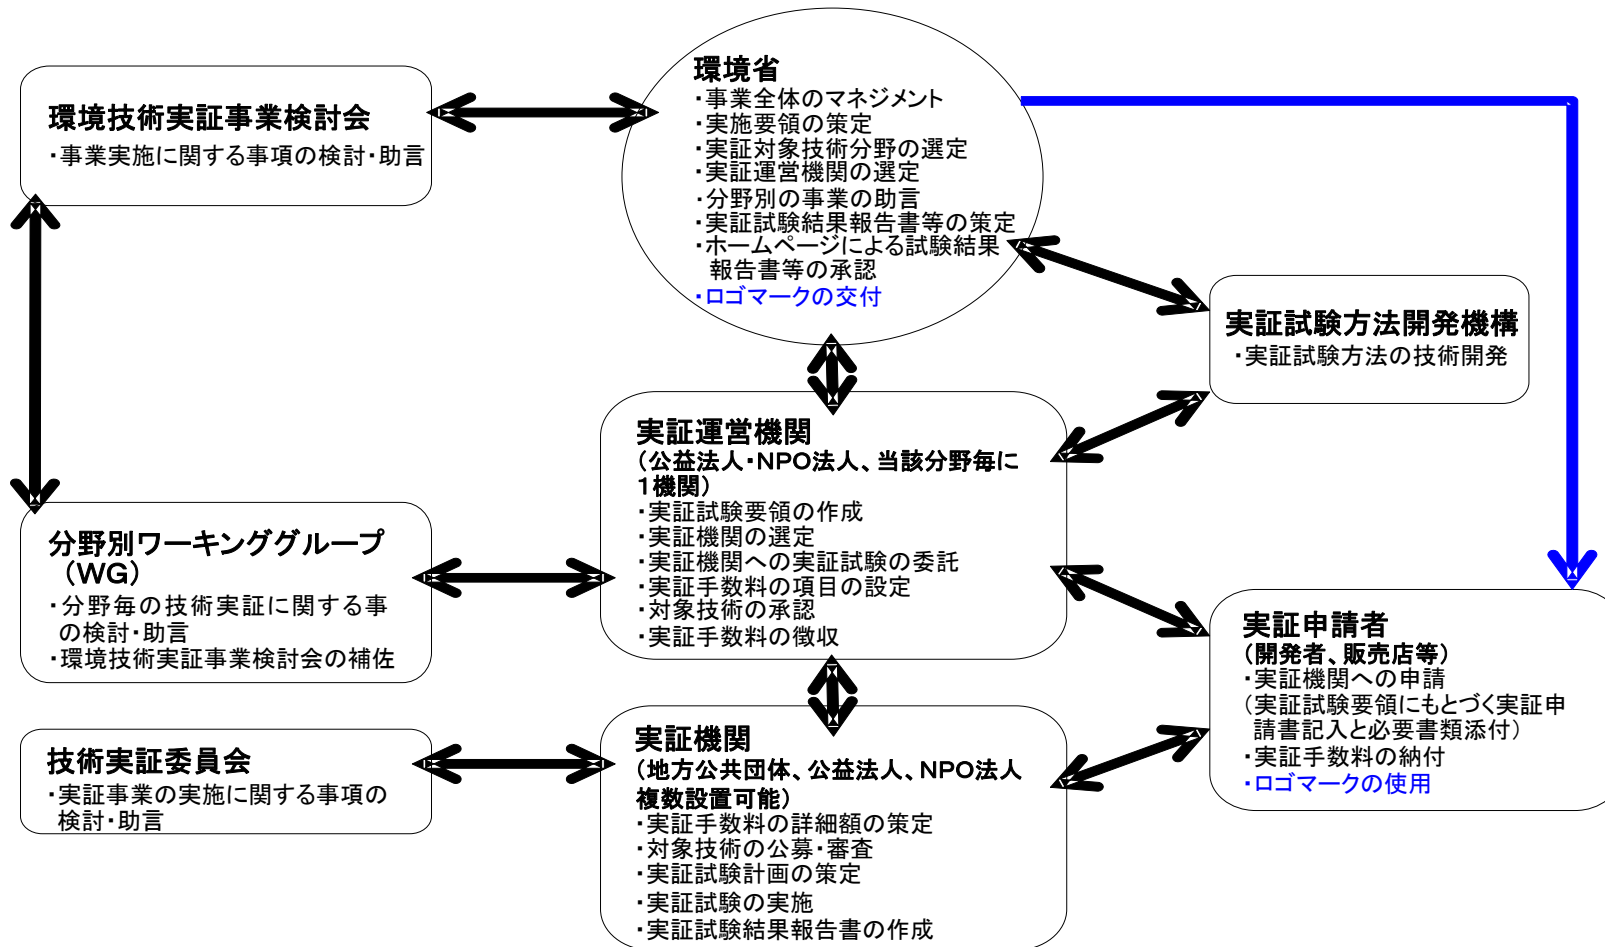 環境技術実証事業検討会
・事業実施に関する事項の検討・助言
環境省
・事業全体のマネジメント
・実施要領の策定
・実証対象技術分野の選定
・実証運営機関の選定
・分野別の事業の助言
・実証試験結果報告書等の策定
・ホームページによる試験結果
報告書等の承認
・ロゴマークの交付
実証試験方法開発機構
・実証試験方法の技術開発
実証運営機関
(公益法人・NPO法人、当該分野毎に
1機関)
・実証試験要領の作成
・実証機関の選定
・実証機関への実証試験の委託
・実証手数料の項目の設定
・対象技術の承認
・実証手数料の徴収
分野別ワーキンググループ
(WG)
・分野毎の技術実証に関する事
の検討・助言
・環境技術実証事業検討会の補佐
実証申請者
(開発者、販売店等)
・実証機関への申請
(実証試験要領にもとづく実証申
請書記入と必要書類添付)
・実証手数料の納付
・ロゴマークの使用
技術実証委員会
・実証事業の実施に関する事項の
検討・助言
実証機関
(地方公共団体、公益法人、NPO法人
複数設置可能)
・実証手数料の詳細額の策定
・対象技術の公募・審査
・実証試験計画の策定
・実証試験の実施
・実証試験結果報告書の作成